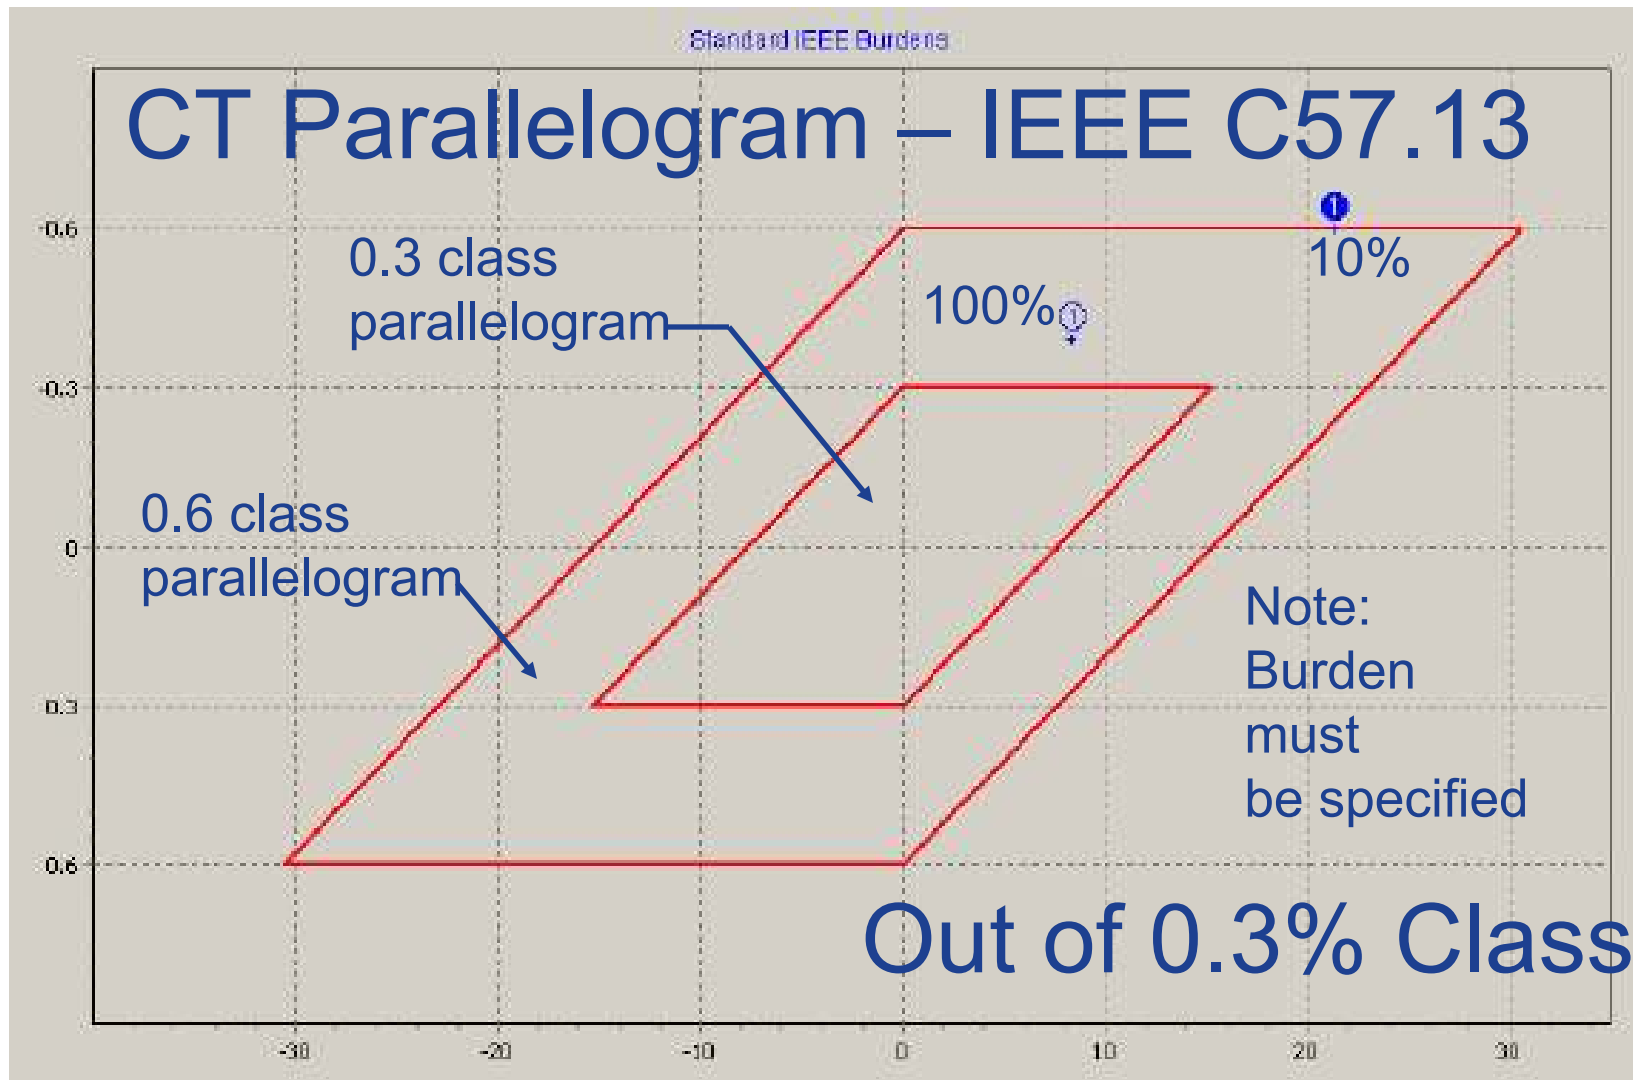 Standard IEEE Burdens
CT Parallelogram – IEEE C57.13
1
-0.6
10%
0.3 class
parallelogram
100%
1
-0.3
0.6 class
parallelogram
0
Note:
Burden
must
be specified
0.3
0.6
Out of 0.3% Class
-30
-20
-10
0
10
20
30